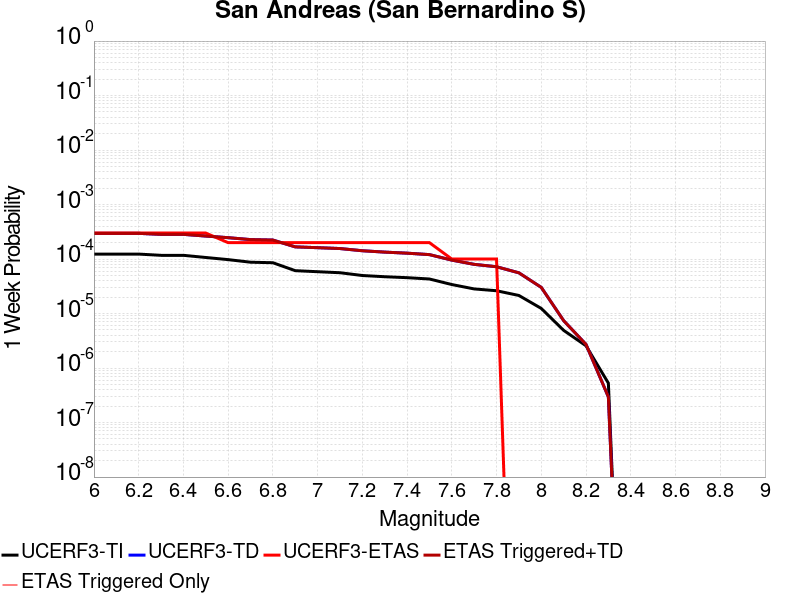 San Andreas (San Bernardino S)
10^0
10^-1
10^-2
10^-3
10^-4
10^-5
10^-6
10^-7
10^-8
1 Week Probability
6 6.2 6.4 6.6 6.8 7 7.2 7.4 7.6 7.8 8 8.2 8.4 8.6 8.8 9
Magnitude
UCERF3-TI UCERF3-TD UCERF3-ETAS ETAS Triggered+TD
ETAS Triggered Only